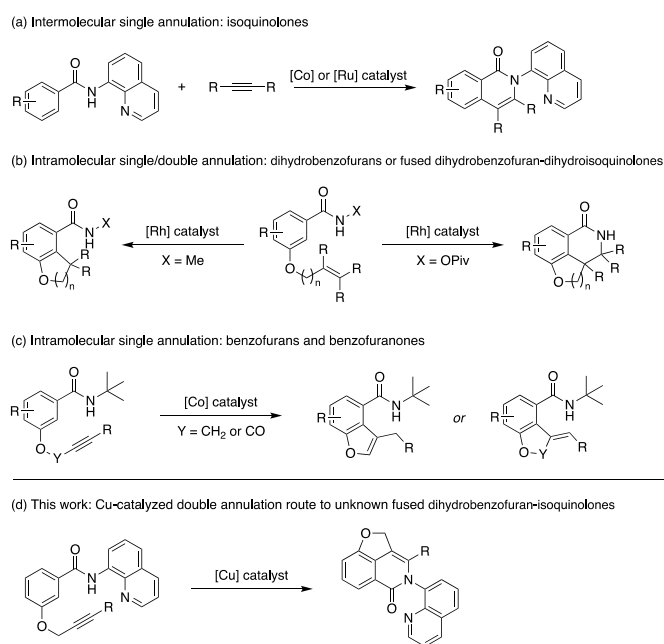 (a) Intermolecular single annulation: isoquinolones
O
R
N
H
N
+
R
R
[Co] or [Ru] catalyst
O
R
N
N
R
R
(b) Intramolecular single/double annulation: dihydrobenzofurans or fused dihydrobenzofuran-dihydroisoquinolones
O
X
N
H
R
R
R
O
n
[Rh] catalyst
X = Me
O
X
N
H
R
O
n
R
R
R
[Rh] catalyst
X = OPiv
O
NH
R
R
R
R
O
n
(c) Intramolecular single annulation: benzofurans and benzofuranones
O
N
H
R
O
Y
R
[Co] catalyst
Y = CH2 or CO
O
N
H
R
O
R
or
O
N
H
R
O
Y
R
(d) This work: Cu-catalyzed double annulation route to unknown fused dihydrobenzofuran-isoquinolones
O
N
H
N
O
R
[Cu] catalyst
O
R
N
O
N